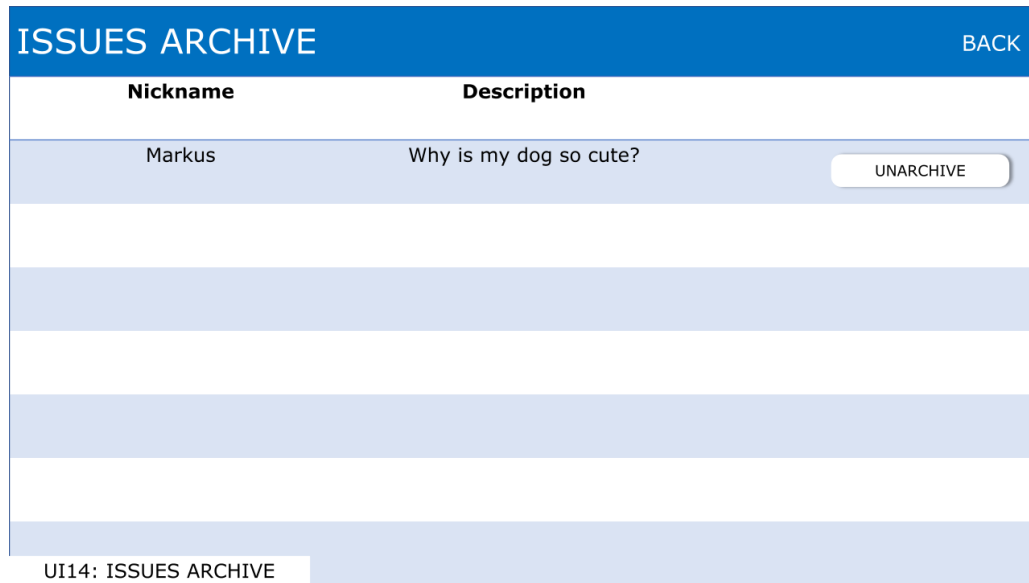 ISSUES ARCHIVE BACK
Nickname Description
Markus Why is my dog so cute? UNARCHIVE
UI14: ISSUES ARCHIVE